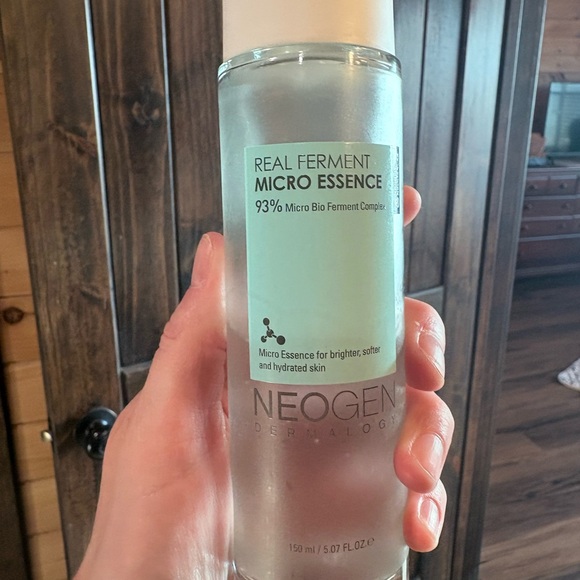 REAL FERMENT
MICRO ESSENCE
93% Micro Bio Ferment Complex
Micro Essence for brighter, softer
and hydrated skin
NEOGEN
DERMALOGY
150 ml / 5.07 FL.OZ.e